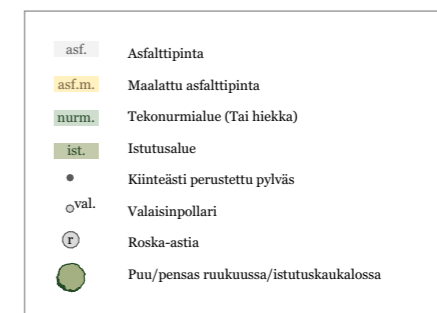 asf. Asfalttipinta
asf.m. Maalattu asfalttipinta
nurm. Tekonurmialue (Tai hiekka)
ist. Istutusalue
Kiinteästi perustettu pylväs
val. Valaisinpollari
r Roska-astia
Puu/pensas ruukuussa/istutuskaukalossa